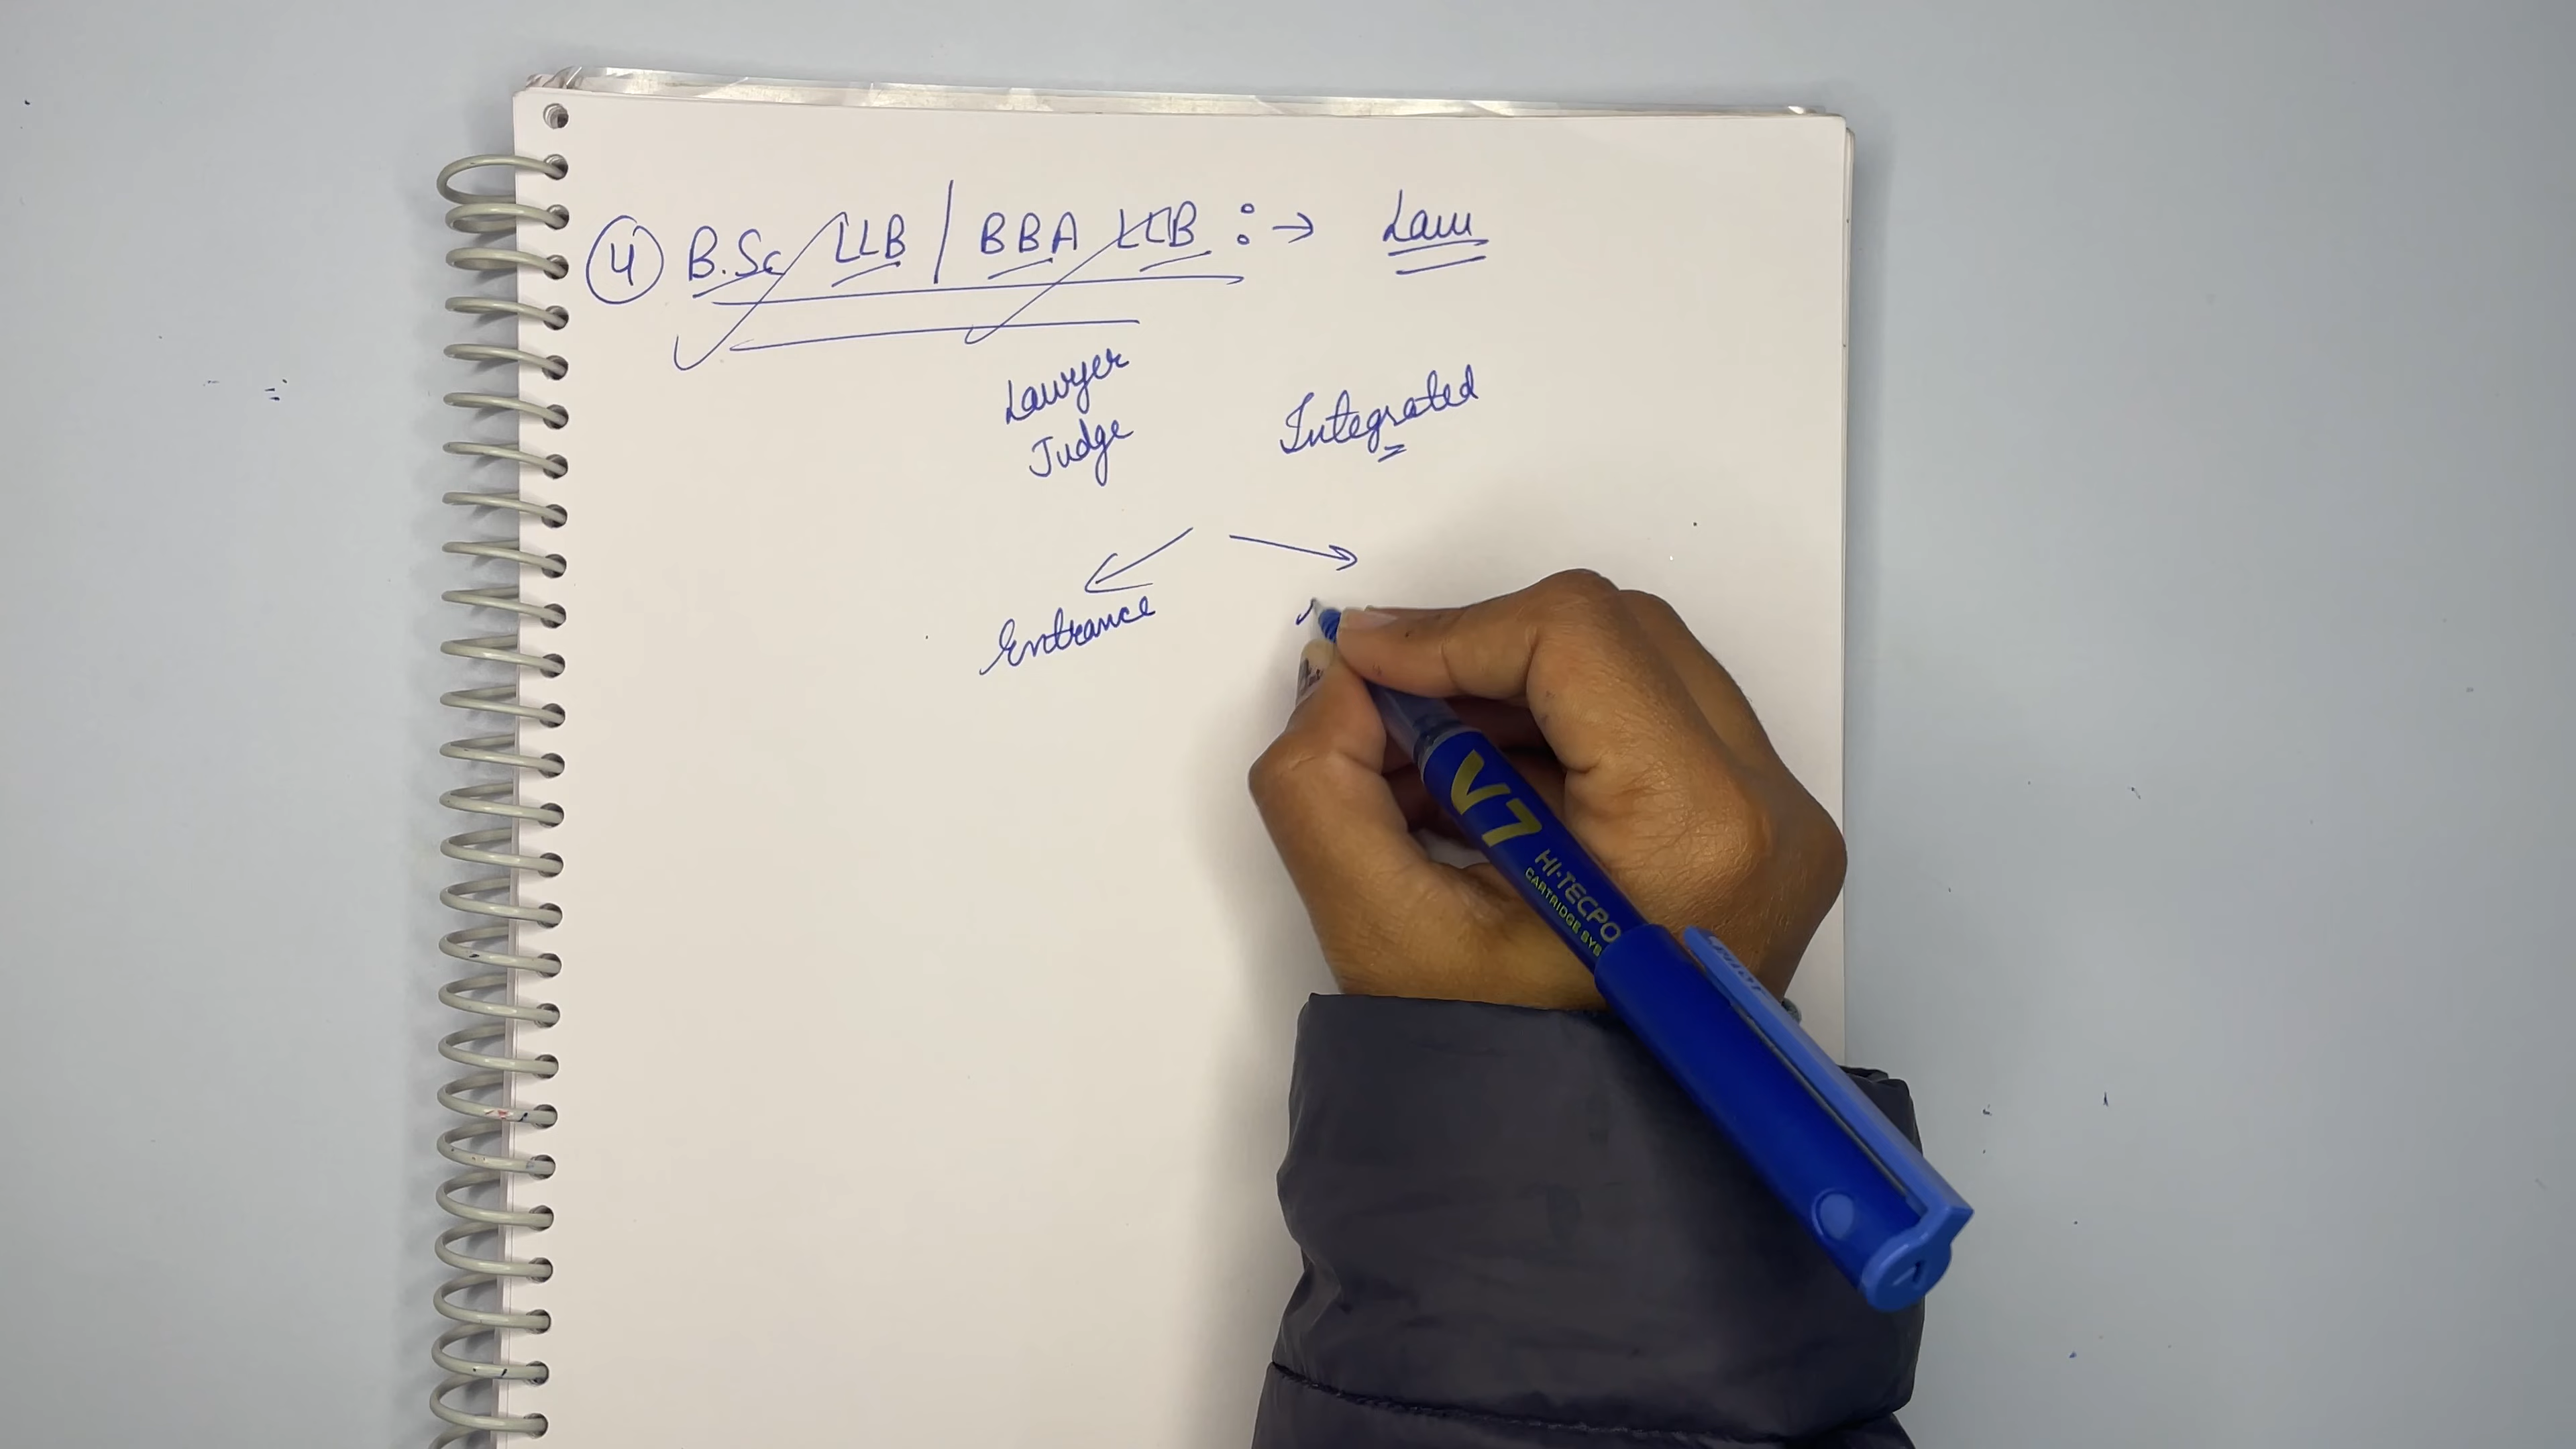 4 B.Sc LLB / BBA LLB :→ Law
Lawyer
Judge
Integrated
Entrance
V7
HI-TECPO
CARTRIDGE SYS